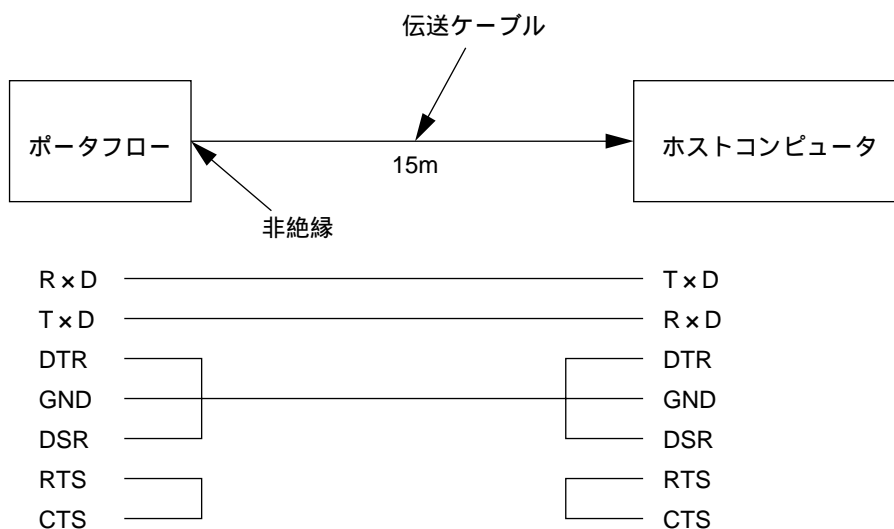 伝送ケーブル
ポータフロー
ホストコンピュータ
15m
非絶縁
R×D T×D
T×D R×D
DTR DTR
GND GND
DSR DSR
RTS RTS
CTS CTS